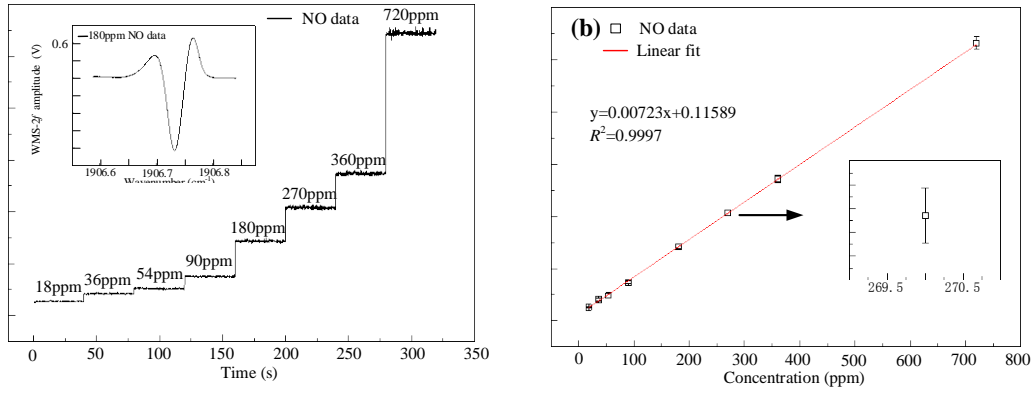 NO data
720ppm
180ppm NO data
0.6
WMS-2f amplitude (V)
1906.6 1906.7 1906.8
Wavenumber (cm-1)
360ppm
270ppm
180ppm
90ppm
54ppm
36ppm
18ppm
0 50 100 150 200 250 300 350
Time (s)
(b)
NO data
Linear fit
y=0.00723x+0.11589
R²=0.9997
269.5 270.5
0 100 200 300 400 500 600 700 800
Concentration (ppm)